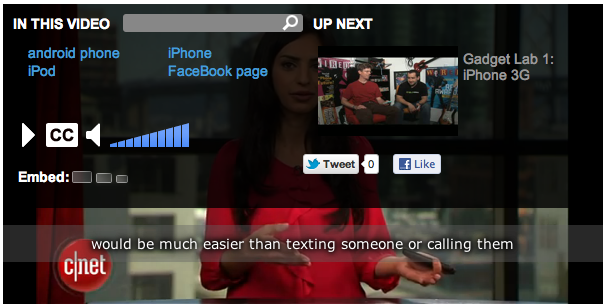 IN THIS VIDEO
UP NEXT
android phone
iPhone
iPod
FaceBook page
Gadget Lab 1:
iPhone 3G
CC
Tweet
0
Like
Embed:
would be much easier than texting someone or calling them
c|net